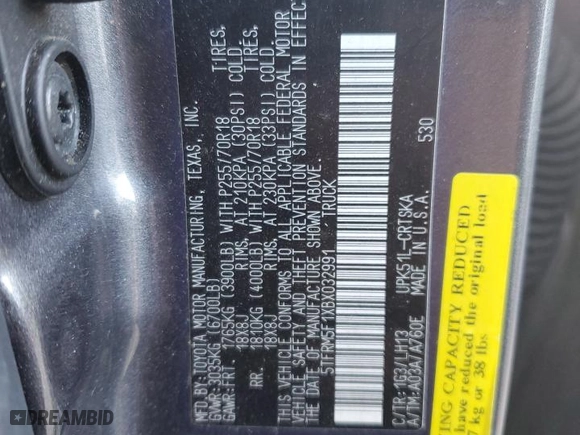 MFD.BY:TOYOTA MOTOR MANUFACTURING, TEXAS, INC.
GVWR:3035KG (6700LB)
GAWR:FRT. 1765KG (3900LB) WITH P255/70R18 TIRES,
18X8J RIMS, AT 210KPA (30PSI) COLD.
RR. 1810KG (4000LB) WITH P255/70R18 TIRES,
18X8J RIMS, AT 230KPA (33PSI) COLD.
THIS VEHICLE CONFORMS TO ALL APPLICABLE FEDERAL MOTOR
VEHICLE SAFETY AND THEFT PREVENTION STANDARDS IN EFFECT
MANUFACTURE SHOWN ABOVE.
5TFRM5F1XBX032991 TRUCK
C/TR:1G3/LH13 UPK51L-CRTSKA
A/TM:A03A/A760E MADE IN U.S.A. 530
ING CAPACITY REDUCED
have reduced the original load
7 kg or 38 lbs
DREAMBID